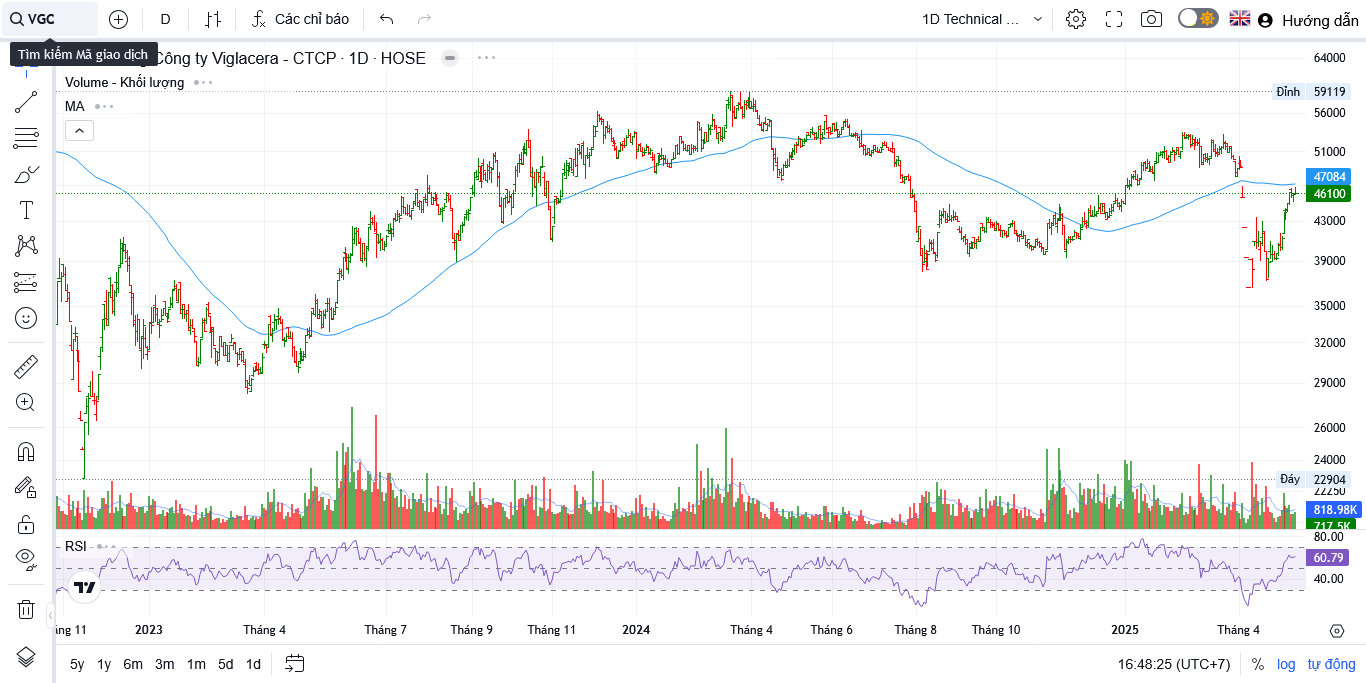 VGC
D
Các chỉ báo
1D Technical ...
Hướng dẫn
Tìm kiếm Mã giao dịch
Công ty Viglacera - CTCP · 1D · HOSE
Volume - Khối lượng
MA
64000
Đỉnh 59119
56000
51000
47084
46100
43000
39000
35000
32000
29000
26000
24000
Đáy 22904
22250
818.98K
717.5K
RSI
80.00
60.79
40.00
ng 11 2023 Tháng 4 Tháng 7 Tháng 9 Tháng 11 2024 Tháng 4 Tháng 6 Tháng 8 Tháng 10 2025 Tháng 4
5y 1y 6m 3m 1m 5d 1d
16:48:25 (UTC+7) % log tự động